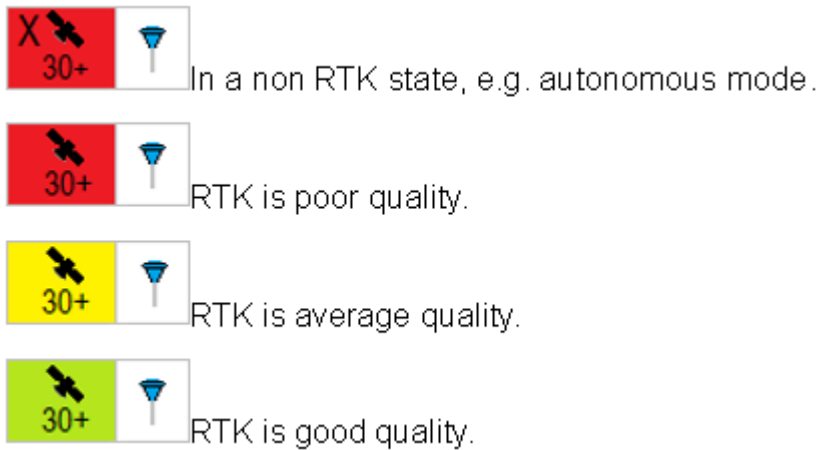 X
30+
In a non RTK state, e.g. autonomous mode.
30+
RTK is poor quality.
30+
RTK is average quality.
30+
RTK is good quality.